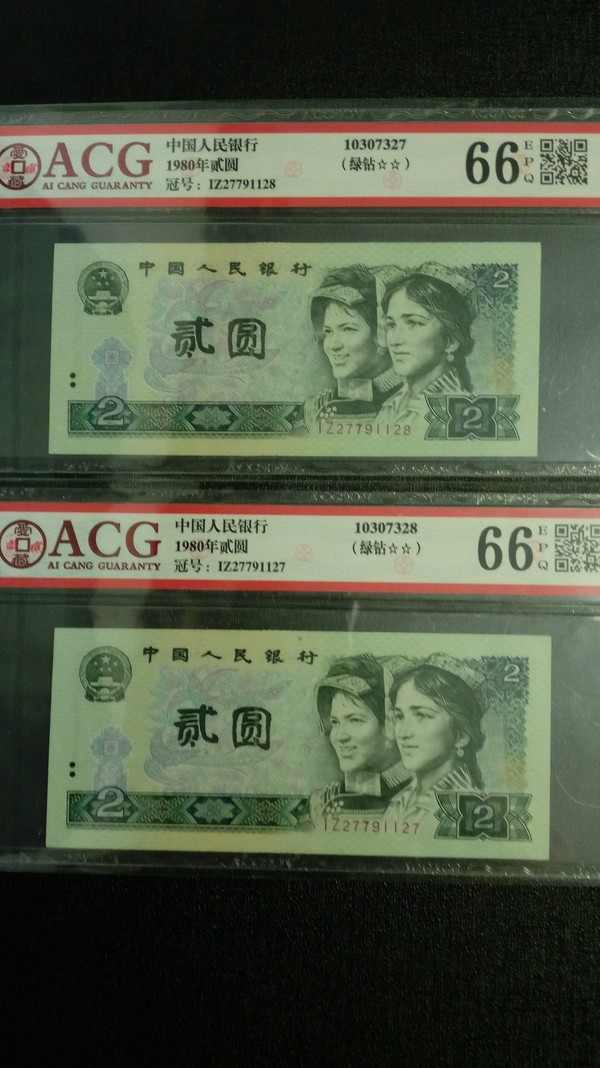 ACG
AI CANG GUARANTY
中国人民银行
1980年贰圆
冠号：IZ27791128
10307327
（绿钻☆☆）
66
EPQ
中国人民银行
贰圆
2
2
2
IZ27791128
ACG
AI CANG GUARANTY
中国人民银行
1980年贰圆
冠号：IZ27791127
10307328
（绿钻☆☆）
66
EPQ
中国人民银行
贰圆
2
2
2
IZ27791127